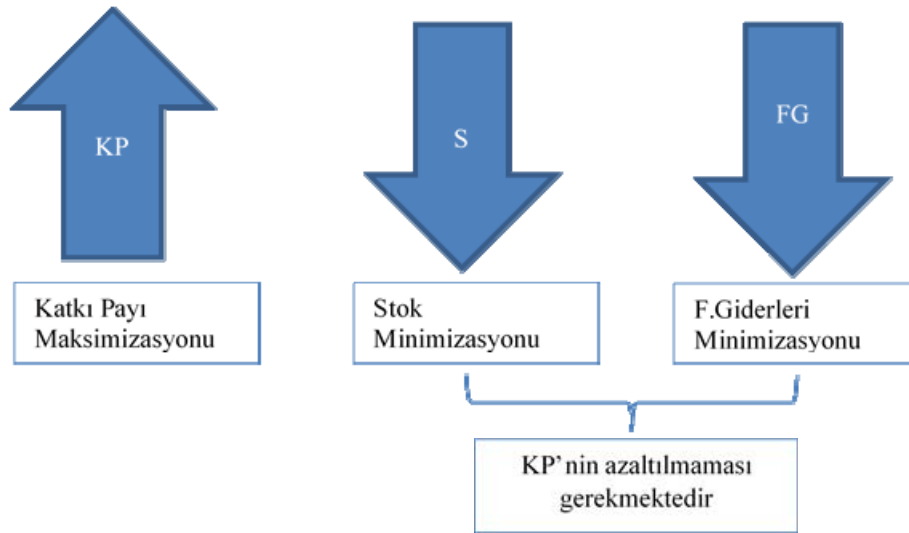 KP
S
FG
Katkı Payı
Maksimizasyonu
Stok
Minimizasyonu
F.Giderleri
Minimizasyonu
KP'nin azaltılmaması
gerekmektedir